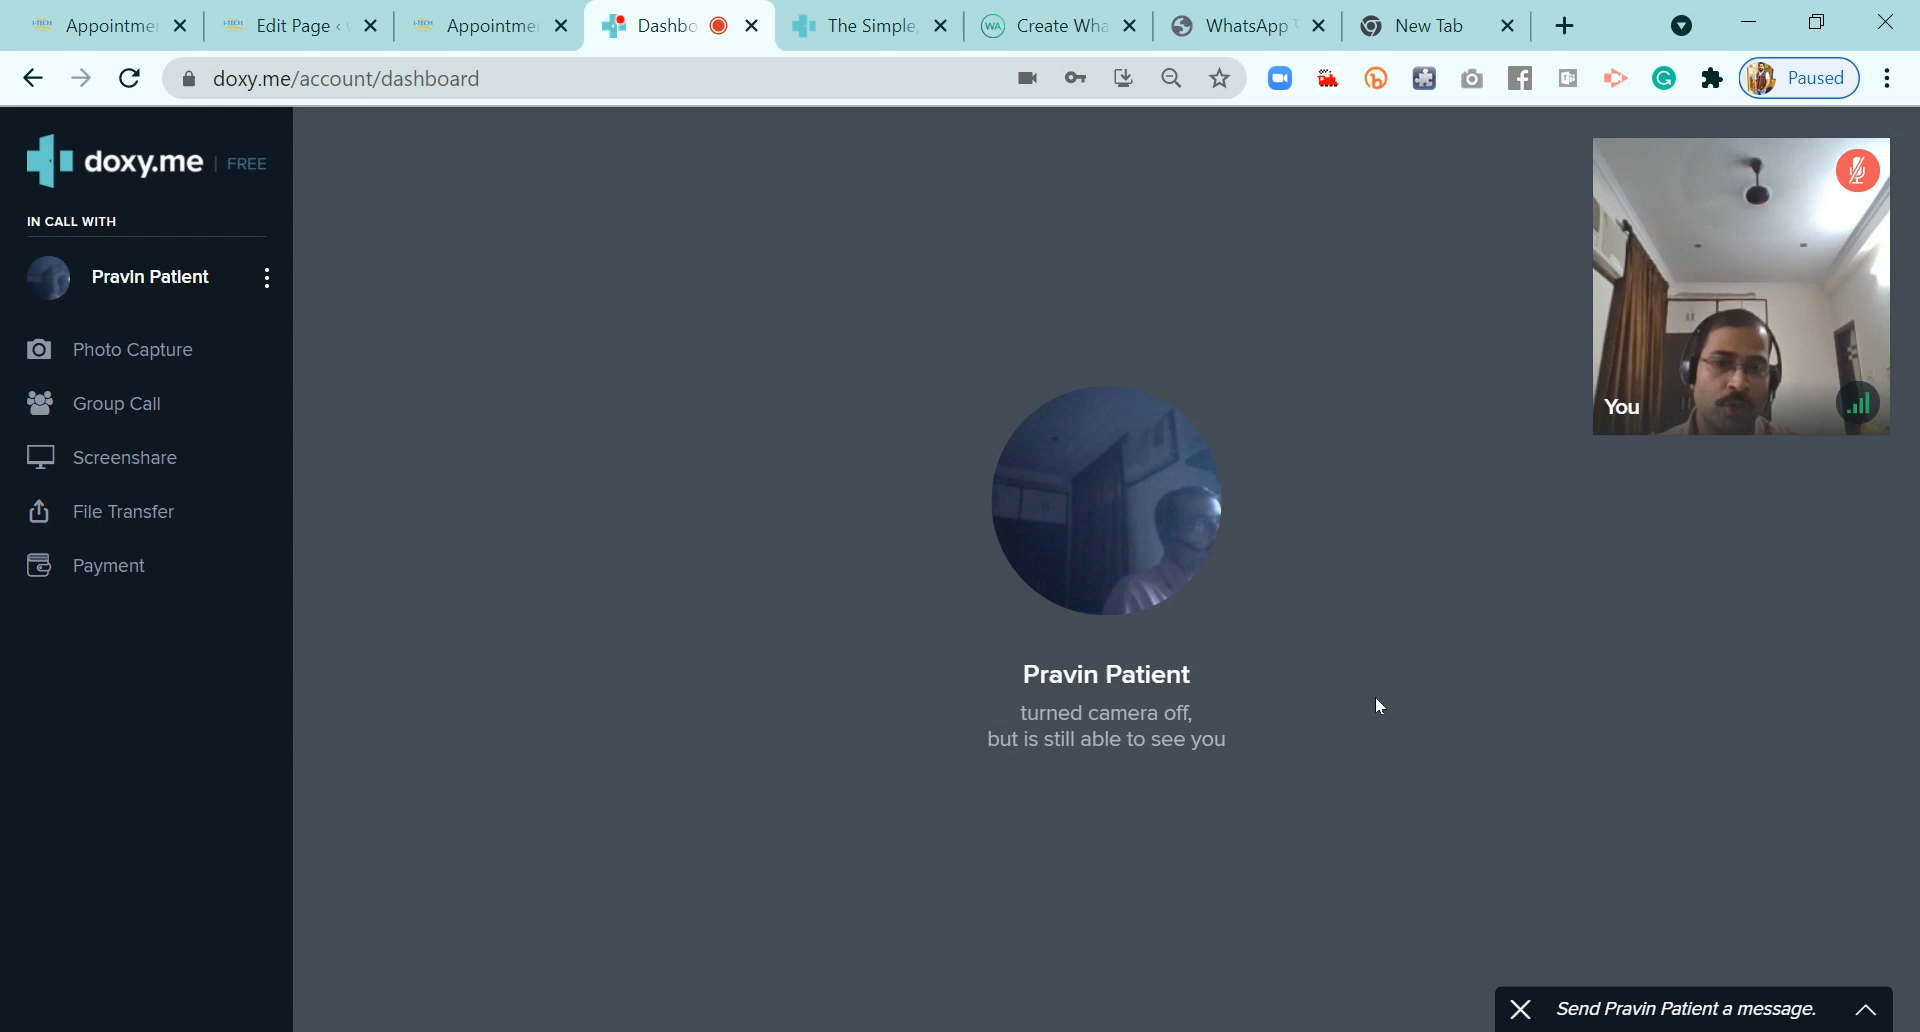 Appointme
Edit Page ‹
Appointme
Dashbo
The Simple,
Create Wha
WhatsApp
New Tab
doxy.me/account/dashboard
Paused
doxy.me | FREE
IN CALL WITH
Pravin Patient
Photo Capture
Group Call
Screenshare
File Transfer
Payment
You
Pravin Patient
turned camera off,
but is still able to see you
Send Pravin Patient a message.